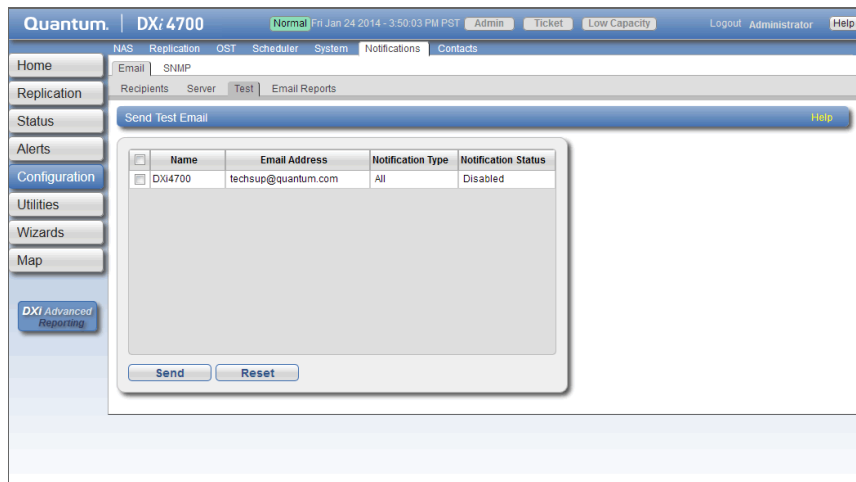 Quantum. DXi 4700 Normal Fri Jan 24 2014 - 3:50:03 PM PST Admin Ticket Low Capacity Logout Administrator Help
NAS Replication OST Scheduler System Notifications Contacts
Home
Email SNMP
Replication
Recipients Server Test Email Reports
Status
Send Test Email Help
Alerts
Name Email Address Notification Type Notification Status
Configuration
DXi4700 techsup@quantum.com All Disabled
Utilities
Wizards
Map
DXi Advanced
Reporting
Send Reset